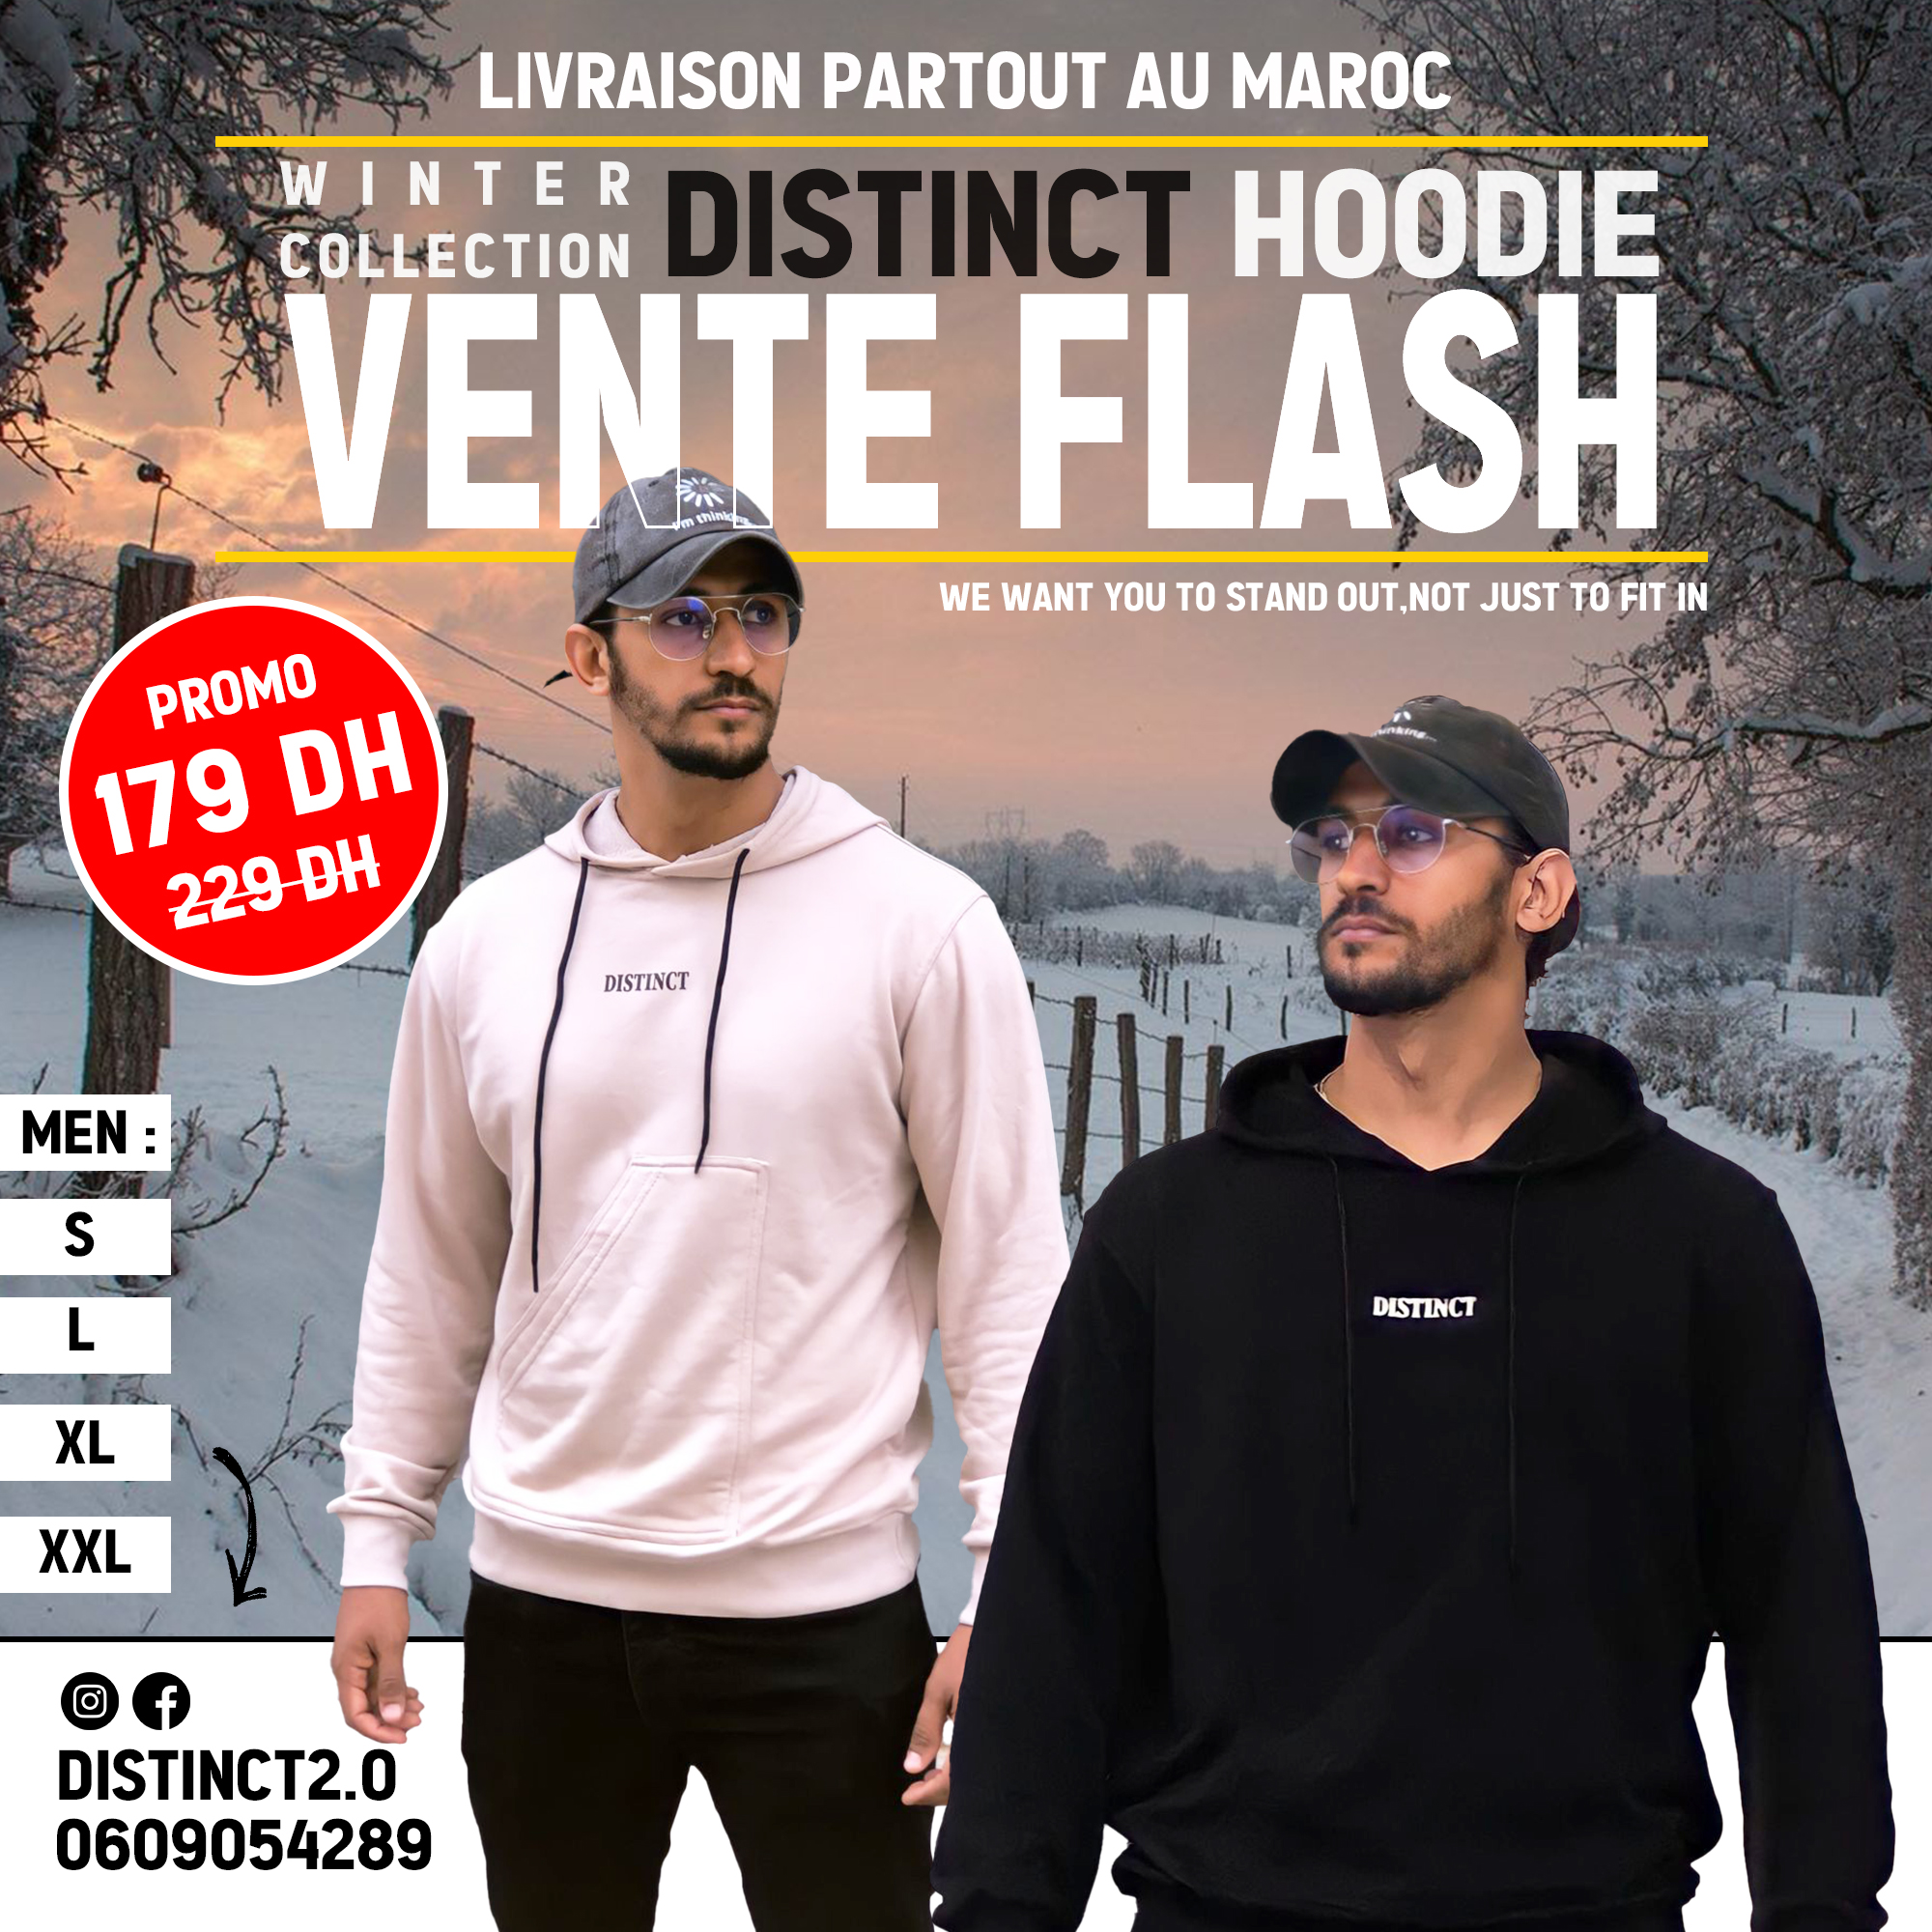 LIVRAISON PARTOUT AU MAROC
WINTER
COLLECTION
DISTINCT HOODIE
VENTE FLASH
WE WANT YOU TO STAND OUT,NOT JUST TO FIT IN
I'm thinking...
PROMO
179 DH
229 DH
DISTINCT
DISTINCT
MEN :
S
L
XL
XXL
DISTINCT2.0
0609054289